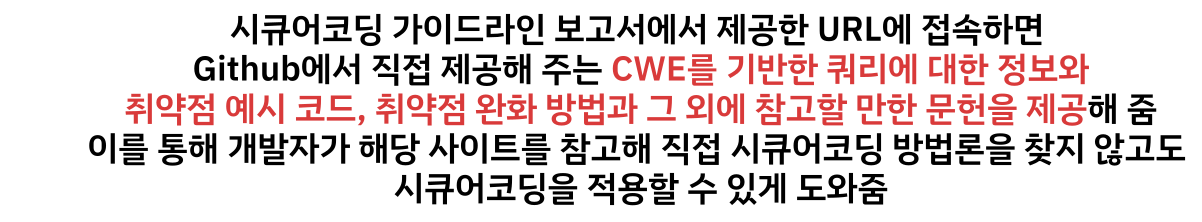 시큐어코딩 가이드라인 보고서에서 제공한 URL에 접속하면
Github에서 직접 제공해 주는 CWE를 기반한 쿼리에 대한 정보와
취약점 예시 코드, 취약점 완화 방법과 그 외에 참고할 만한 문헌을 제공해 줌
이를 통해 개발자가 해당 사이트를 참고해 직접 시큐어코딩 방법론을 찾지 않고도
시큐어코딩을 적용할 수 있게 도와줌